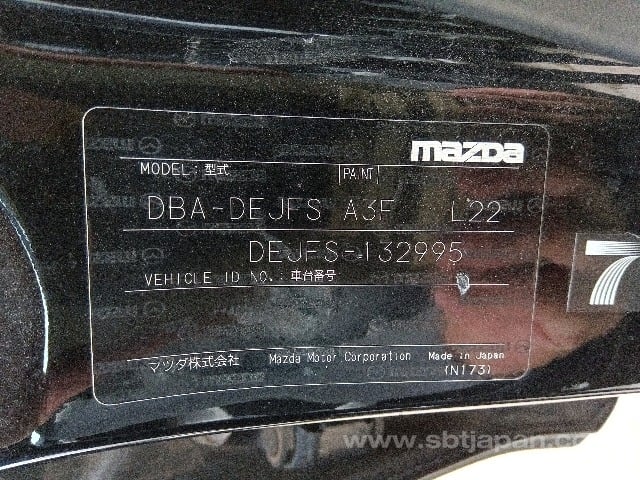 mazda
MODEL: 型式 PAINT
DBA-DEJFS A3F L22
DEJFS-132995
VEHICLE ID NO.: 車台番号
7
マツダ株式会社 Mazda Motor Corporation Made in Japan
(N173)
www.sbtjapan.c